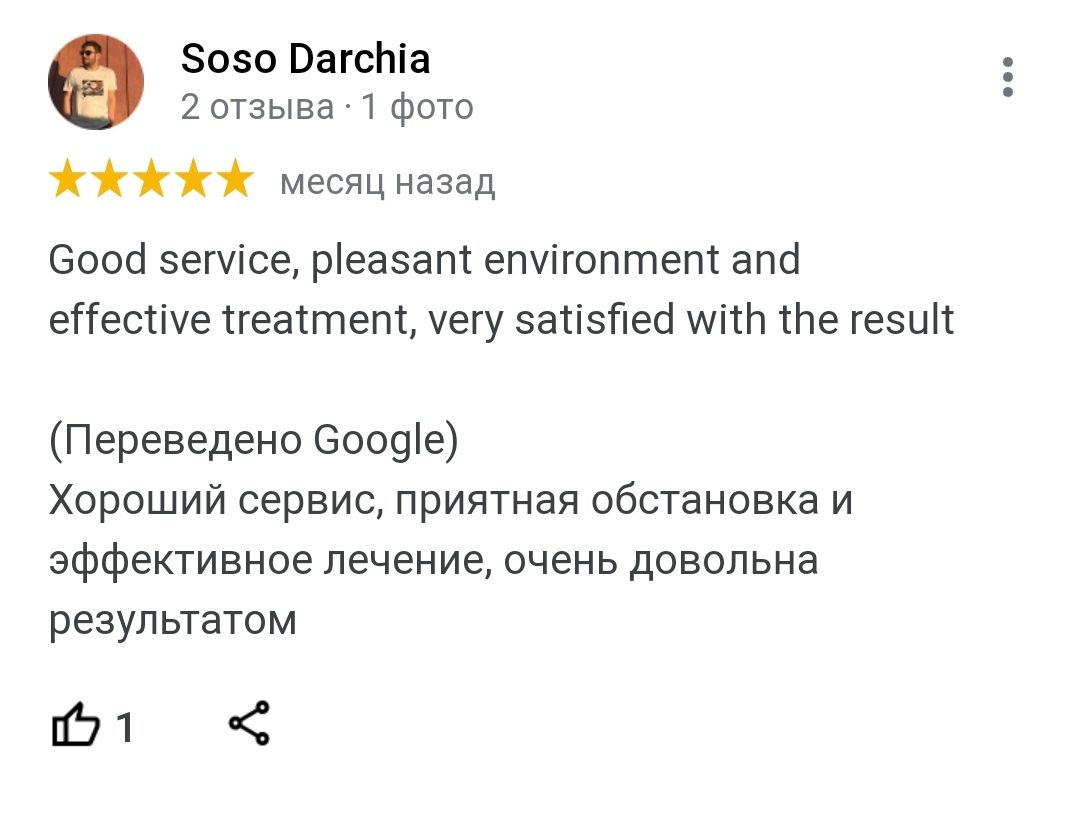 Soso Darchia
2 отзыва · 1 фото
месяц назад
Good service, pleasant environment and
effective treatment, very satisfied with the result
(Переведено Google)
Хороший сервис, приятная обстановка и
эффективное лечение, очень довольна
результатом
1